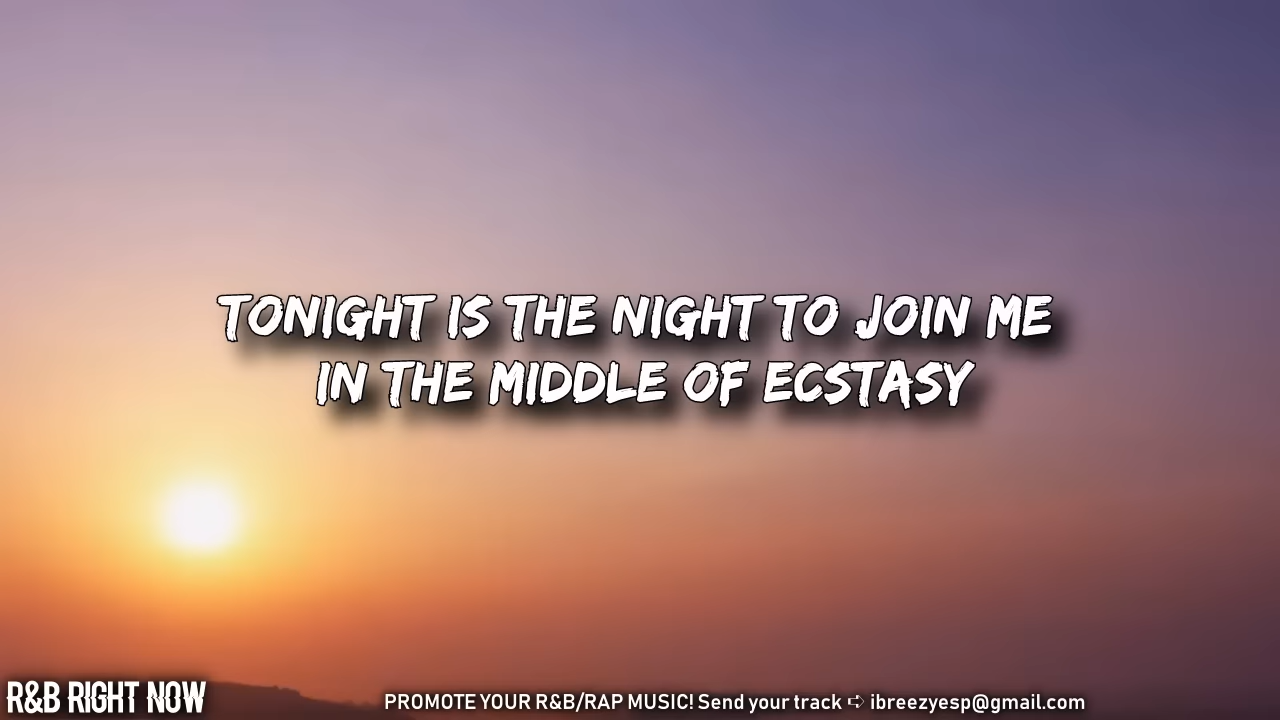 TONIGHT IS THE NIGHT TO JOIN ME
IN THE MIDDLE OF ECSTASY
R&B RIGHT NOW
PROMOTE YOUR R&B/RAP MUSIC! Send your track ➪ ibreezyesp@gmail.com